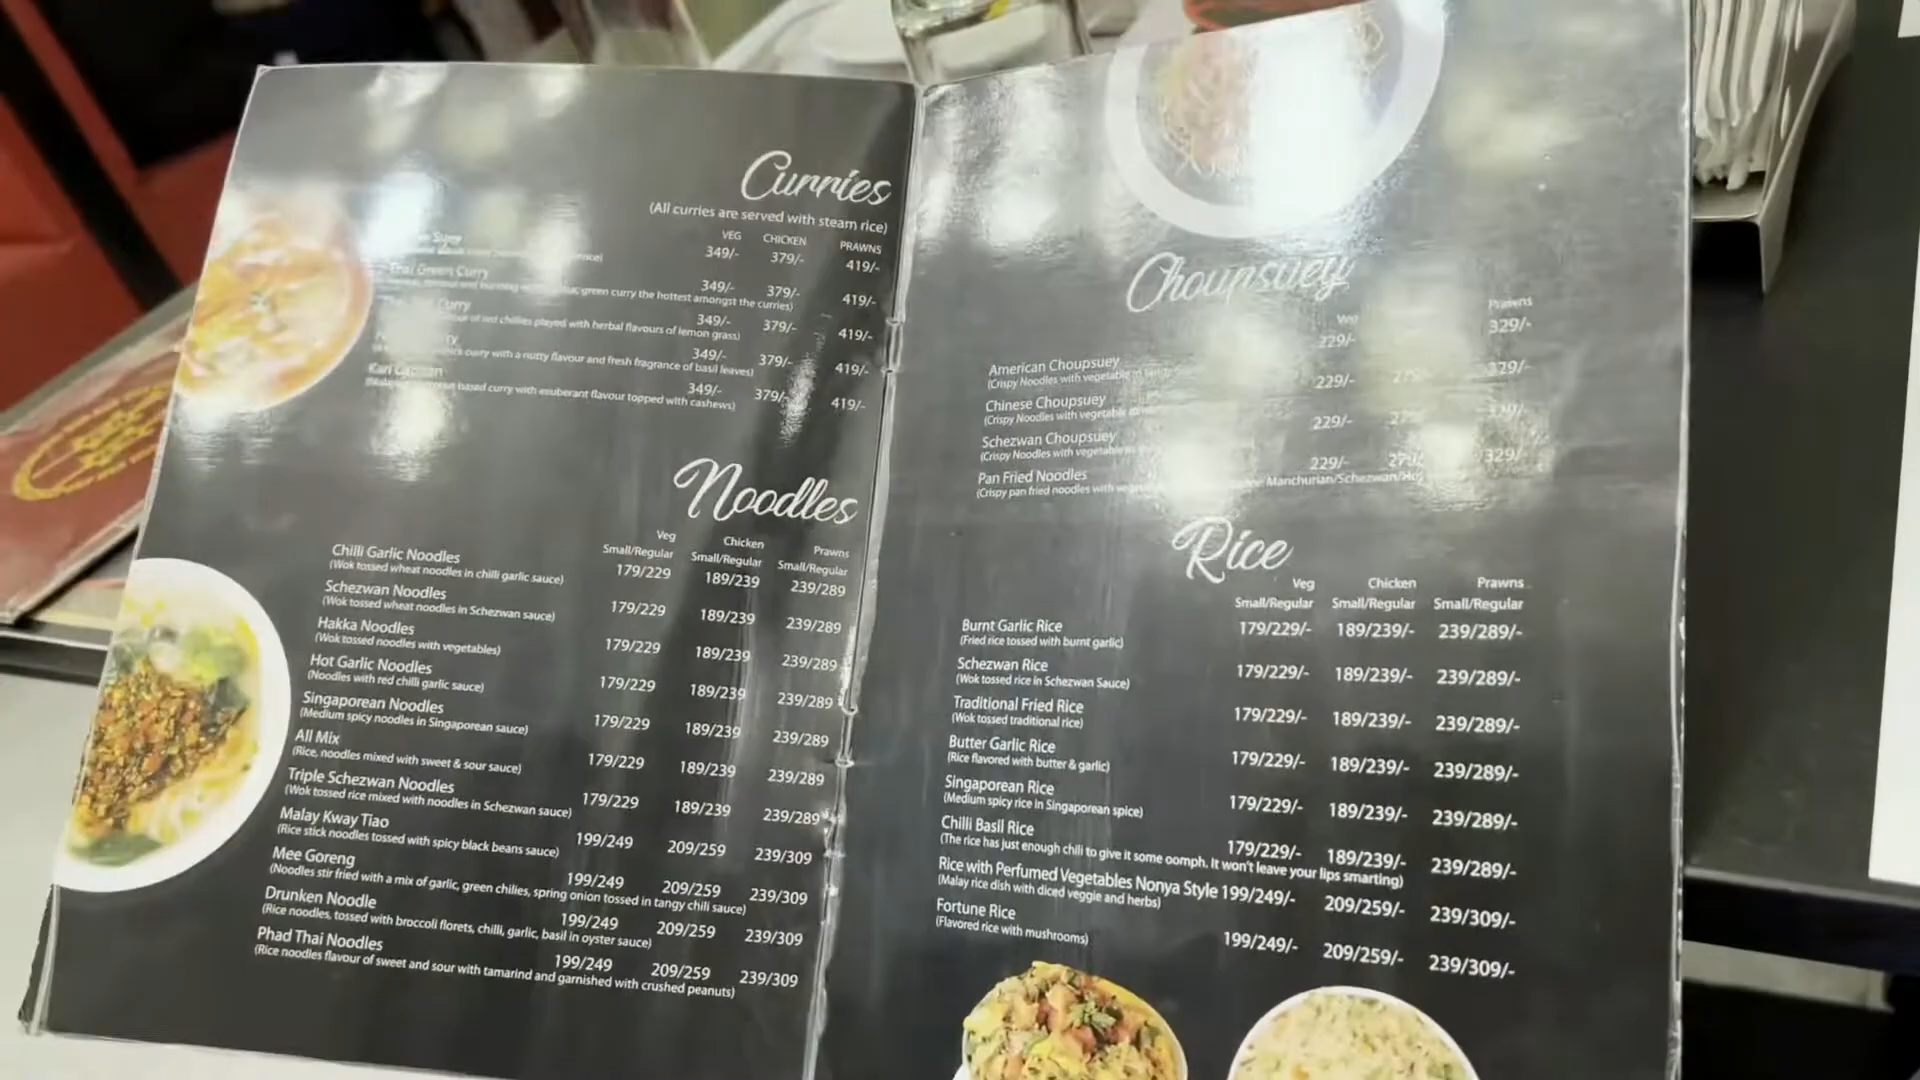 Curries
(All curries are served with steam rice)
VEG CHICKEN PRAWNS
349/- 379/- 419/-
Thai Green Curry 349/- 379/- 419/-
green curry the hottest amongst the curries)
Curry 349/- 379/- 419/-
of red chillies played with herbal flavours of lemon grass)
349/- 379/- 419/-
curry with a nutty flavour and fresh fragrance of basil leaves)
Kari 349/- 379/- 419/-
based curry with exuberant flavour topped with cashews)
Noodles
Veg Chicken Prawns
Small/Regular Small/Regular Small/Regular
Chilli Garlic Noodles 179/229 189/239 239/289
(Wok tossed wheat noodles in chilli garlic sauce)
Schezwan Noodles 179/229 189/239 239/289
(Wok tossed wheat noodles in Schezwan sauce)
Hakka Noodles 179/229 189/239 239/289
(Wok tossed noodles with vegetables)
Hot Garlic Noodles 179/229 189/239 239/289
(Noodles with red chilli garlic sauce)
Singaporean Noodles 179/229 189/239 239/289
(Medium spicy noodles in Singaporean sauce)
All Mix 179/229 189/239 239/289
(Rice, noodles mixed with sweet & sour sauce)
Triple Schezwan Noodles 179/229 189/239 239/289
(Wok tossed rice mixed with noodles in Schezwan sauce)
Malay Kway Tiao 199/249 209/259 239/309
(Rice stick noodles tossed with spicy black beans sauce)
Mee Goreng 199/249 209/259 239/309
(Noodles stir fried with a mix of garlic, green chilies, spring onion tossed in tangy chili sauce)
Drunken Noodle 199/249 209/259 239/309
(Rice noodles, tossed with broccoli florets, chilli, garlic, basil in oyster sauce)
Phad Thai Noodles 199/249 209/259 239/309
(Rice noodles flavour of sweet and sour with tamarind and garnished with crushed peanuts)
Choupsuey
Prawns
American Choupsuey 229/- 329/-
(Crispy Noodles with vegetable
Chinese Choupsuey 229/- 279/- 329/-
(Crispy Noodles with vegetable
Schezwan Choupsuey 229/- 329/-
(Crispy Noodles with vegetable
Pan Fried Noodles 229/- 279/- 329/-
(Crispy pan fried noodles with Manchurian/Schezwan/Hot
Rice
Veg Chicken Prawns
Small/Regular Small/Regular Small/Regular
Burnt Garlic Rice 179/229/- 189/239/- 239/289/-
(Fried rice tossed with burnt garlic)
Schezwan Rice 179/229/- 189/239/- 239/289/-
(Wok tossed rice in Schezwan Sauce)
Traditional Fried Rice 179/229/- 189/239/- 239/289/-
(Wok tossed traditional rice)
Butter Garlic Rice 179/229/- 189/239/- 239/289/-
(Rice flavored with butter & garlic)
Singaporean Rice 179/229/- 189/239/- 239/289/-
(Medium spicy rice in Singaporean spice)
Chilli Basil Rice 179/229/- 189/239/- 239/289/-
(The rice has just enough chili to give it some oomph. It won't leave your lips smarting)
Rice with Perfumed Vegetables Nonya Style 199/249/- 209/259/- 239/309/-
(Malay rice dish with diced veggie and herbs)
Fortune Rice 199/249/- 209/259/- 239/309/-
(Flavored rice with mushrooms)